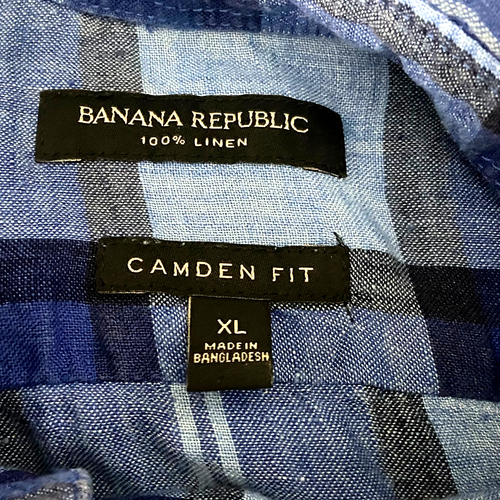 BANANA REPUBLIC
100% LINEN
CAMDEN FIT
XL
MADE IN
BANGLADESH